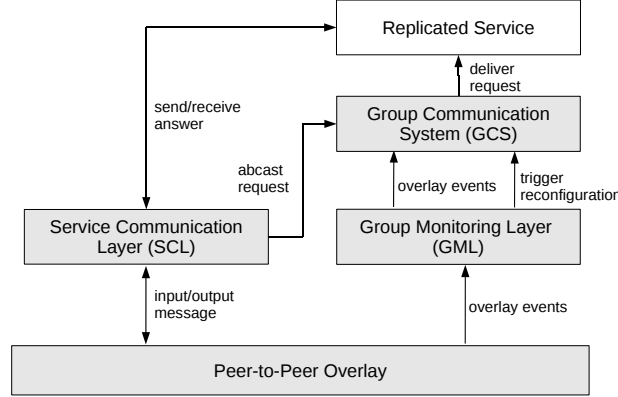 Replicated Service
deliver
request
send/receive
answer
Group Communication
System (GCS)
abcast
request
overlay events
trigger
reconfiguration
Service Communication
Layer (SCL)
Group Monitoring Layer
(GML)
input/output
message
overlay events
Peer-to-Peer Overlay